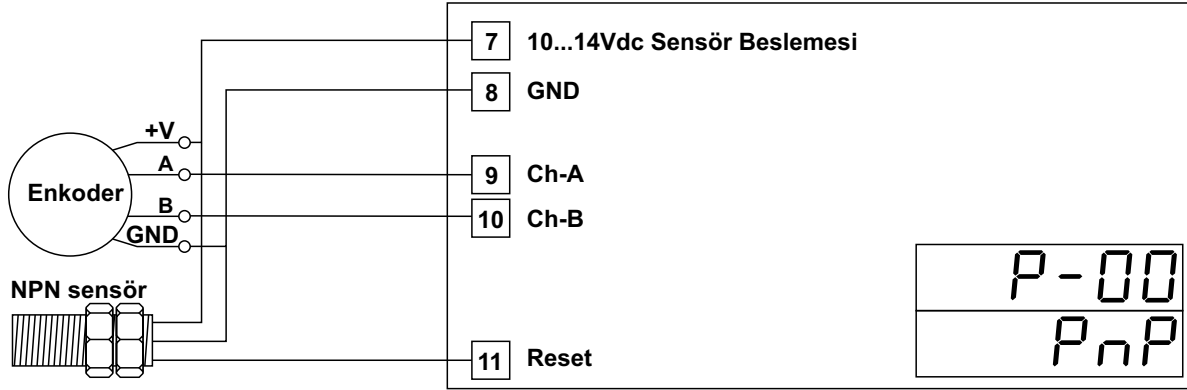 7 10...14Vdc Sensör Beslemesi
8 GND
+V
A
9 Ch-A
Enkoder
B
10 Ch-B
GND
NPN sensör
P-00
PnP
11 Reset